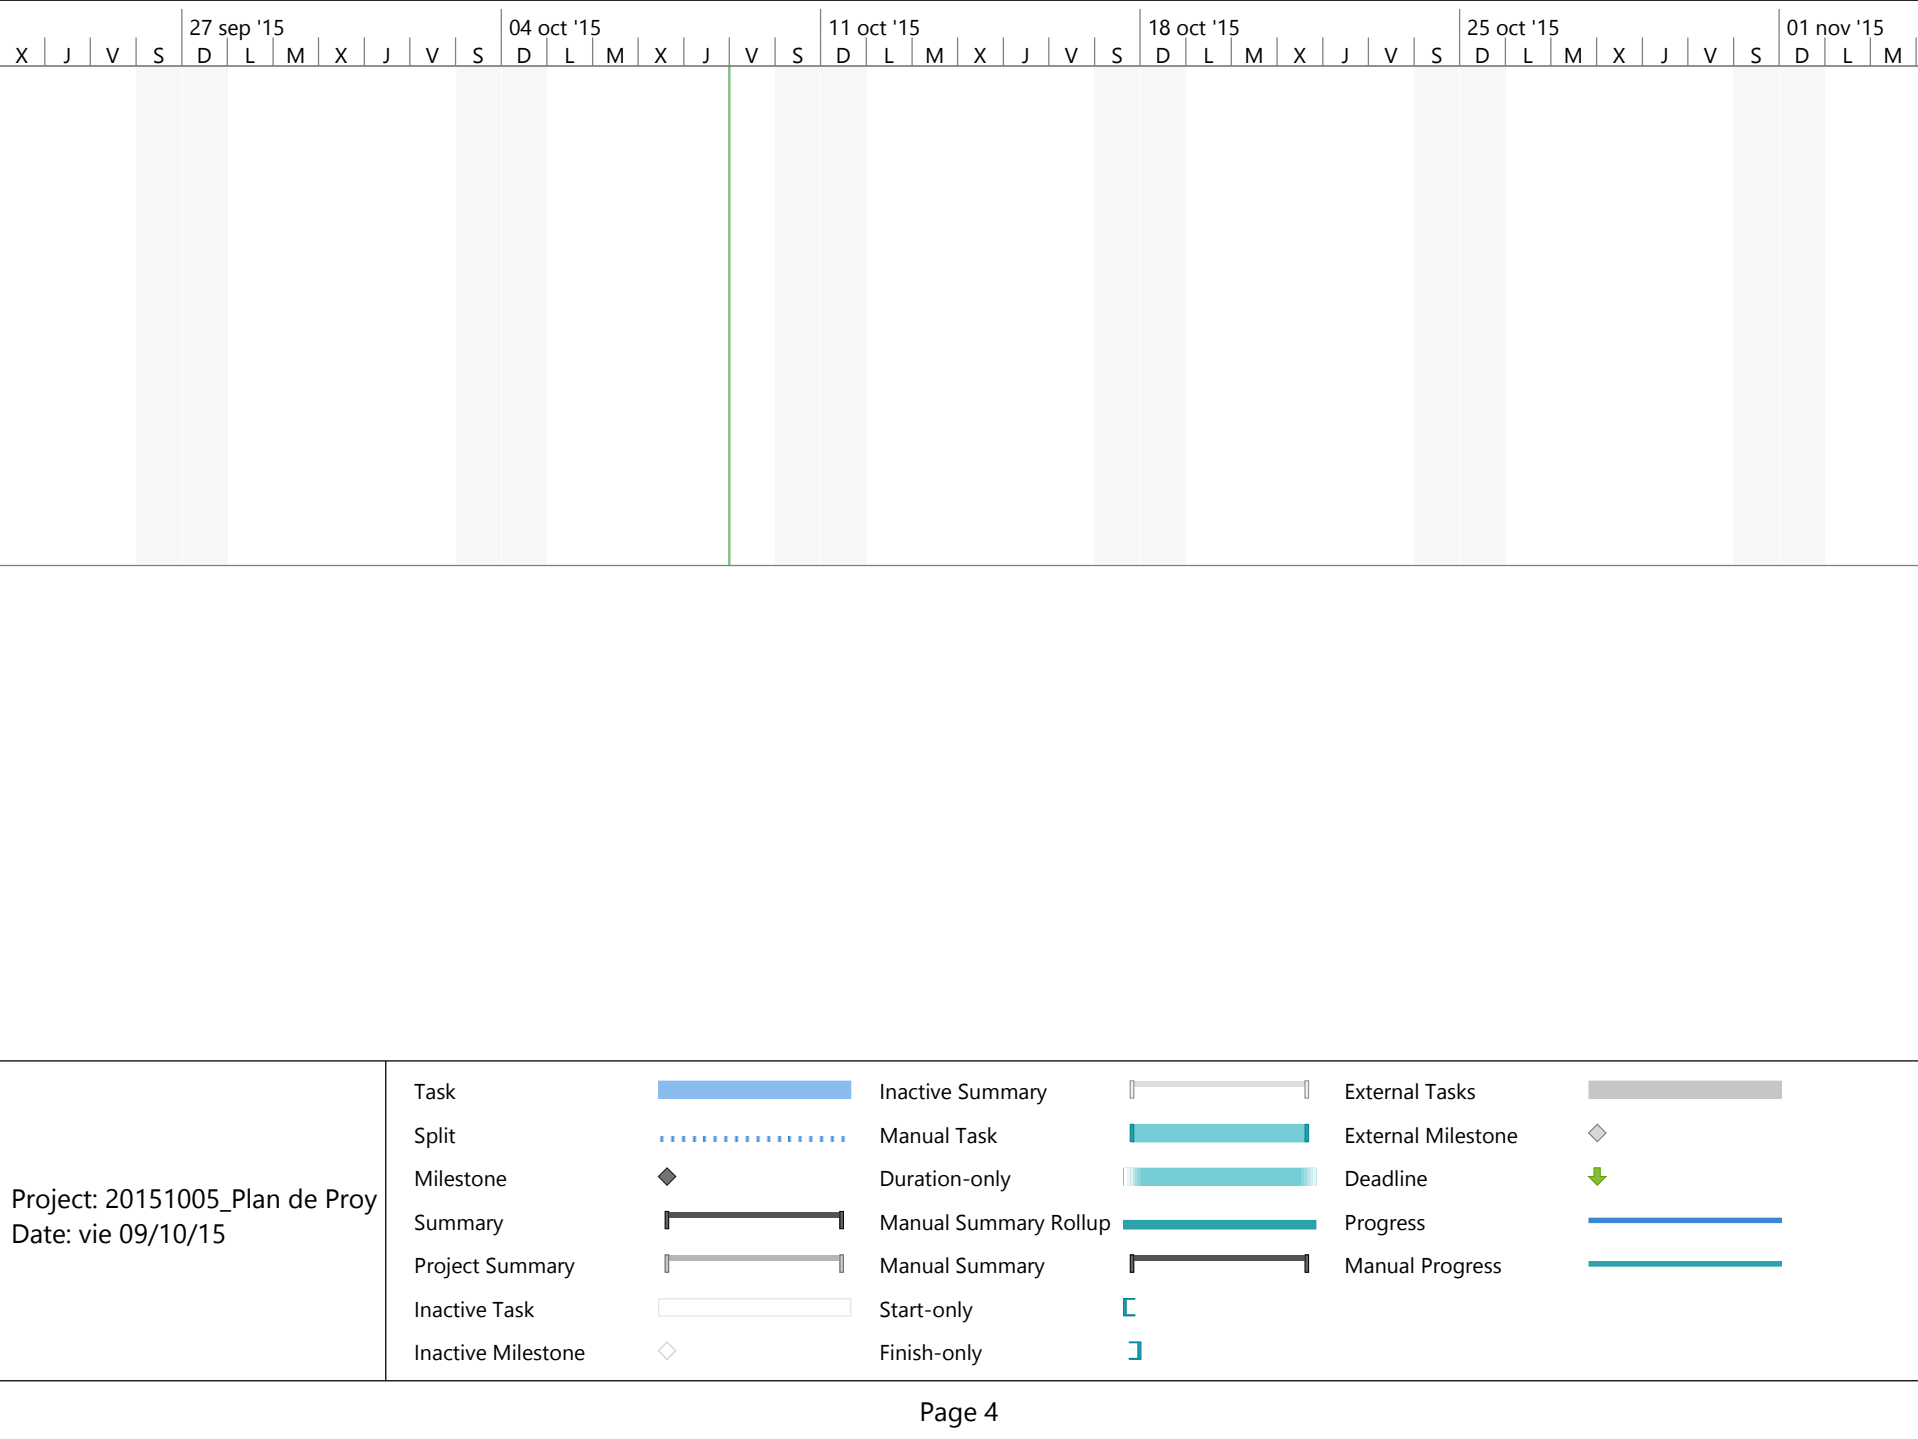 27 sep '15 04 oct '15 11 oct '15 18 oct '15 25 oct '15 01 nov '15
X J V S D L M X J V S D L M X J V S D L M X J V S D L M X J V S D L M X J V S D L M
Task Inactive Summary External Tasks
Split Manual Task External Milestone
Milestone Duration-only Deadline
Summary Manual Summary Rollup Progress
Project Summary Manual Summary Manual Progress
Inactive Task Start-only
Inactive Milestone Finish-only
Project: 20151005_Plan de Proy
Date: vie 09/10/15
Page 4